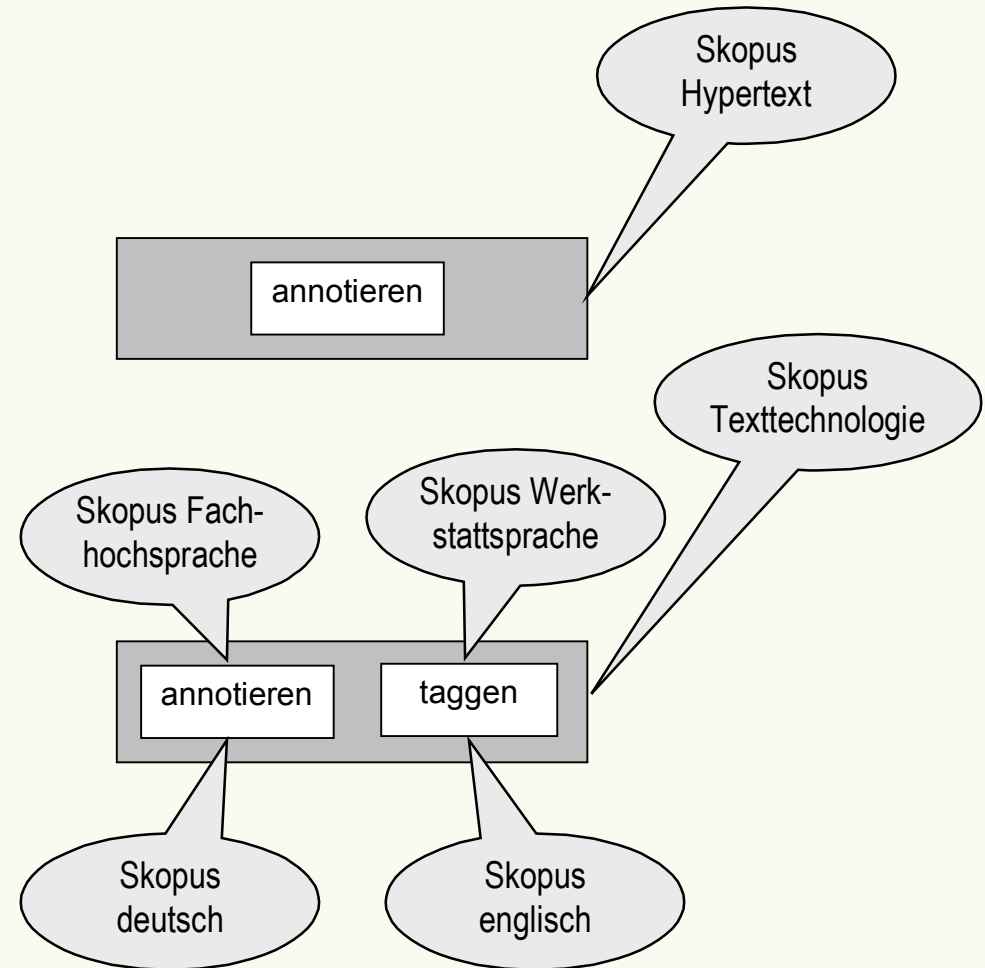 Skopus
Hypertext
annotieren
Skopus
Texttechnologie
Skopus Fach-
hochsprache
Skopus Werk-
stattsprache
annotieren
taggen
Skopus
deutsch
Skopus
englisch